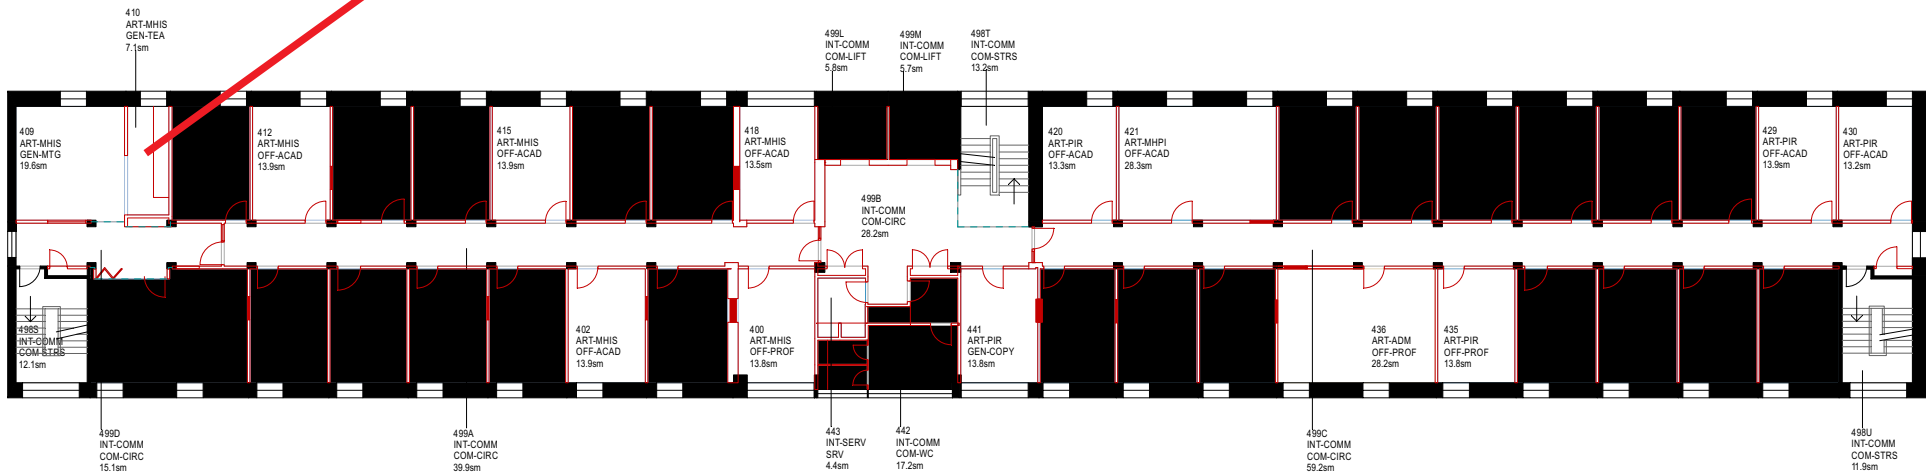 410
ART-MHIS
GEN-TEA
7.1sm
499L
INT-COMM
COM-LIFT
5.8sm
499M
INT-COMM
COM-LIFT
5.7sm
498T
INT-COMM
COM-STRS
13.2sm
409
ART-MHIS
GEN-MTG
19.6sm
412
ART-MHIS
OFF-ACAD
13.9sm
415
ART-MHIS
OFF-ACAD
13.9sm
418
ART-MHIS
OFF-ACAD
13.5sm
420
ART-PIR
OFF-ACAD
13.3sm
421
ART-MHPI
OFF-ACAD
28.3sm
429
ART-PIR
OFF-ACAD
13.9sm
430
ART-PIR
OFF-ACAD
13.2sm
499B
INT-COMM
COM-CIRC
28.2sm
498S
INT-COMM
COM-STRS
12.1sm
402
ART-MHIS
OFF-ACAD
13.9sm
400
ART-MHIS
OFF-PROF
13.8sm
441
ART-PIR
GEN-COPY
13.8sm
436
ART-ADM
OFF-PROF
28.2sm
435
ART-PIR
OFF-PROF
13.8sm
499D
INT-COMM
COM-CIRC
15.1sm
499A
INT-COMM
COM-CIRC
39.9sm
443
INT-SERV
SRV
4.4sm
442
INT-COMM
COM-WC
17.2sm
499C
INT-COMM
COM-CIRC
59.2sm
498U
INT-COMM
COM-STRS
11.9sm